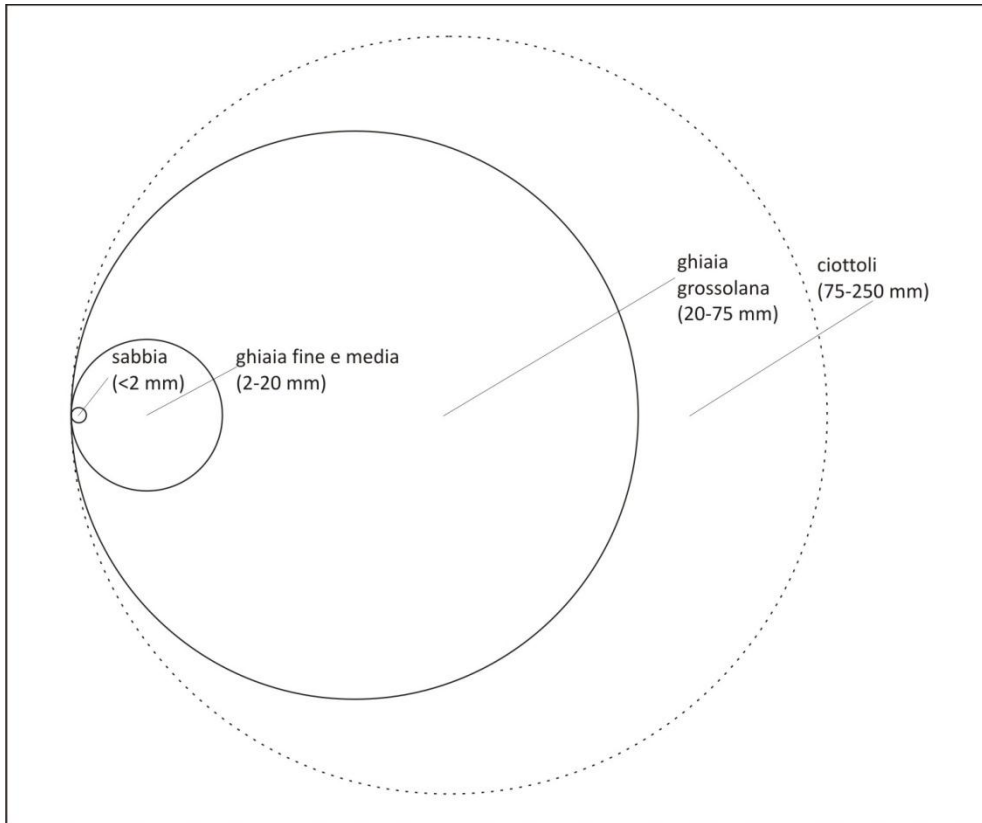 sabbia
(<2 mm)
ghiaia fine e media
(2-20 mm)
ghiaia
grossolana
(20-75 mm)
ciottoli
(75-250 mm)